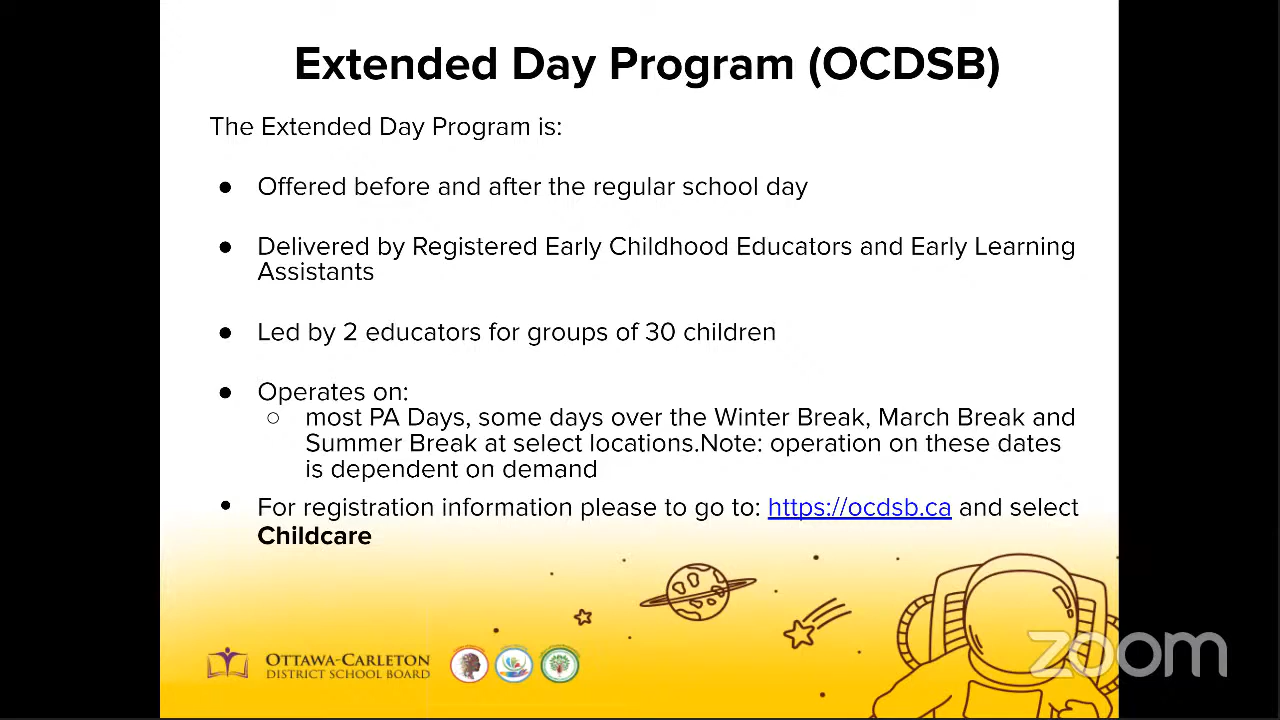 Extended Day Program (OCDSB)
The Extended Day Program is:
● Offered before and after the regular school day
● Delivered by Registered Early Childhood Educators and Early Learning
Assistants
● Led by 2 educators for groups of 30 children
● Operates on:
○ most PA Days, some days over the Winter Break, March Break and
Summer Break at select locations.Note: operation on these dates
is dependent on demand
• For registration information please to go to: https://ocdsb.ca and select
Childcare
OTTAWA-CARLETON
DISTRICT SCHOOL BOARD
zoom